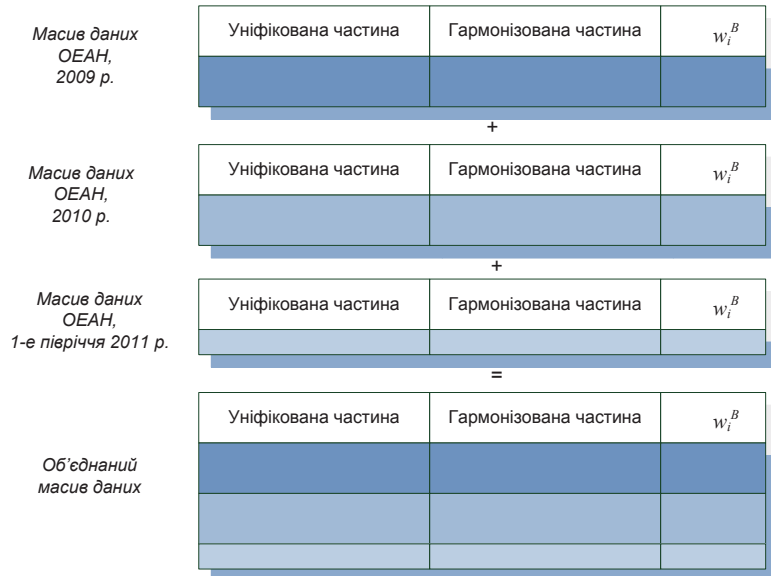 Масив даних
ОЕАН,
2009 р.
Уніфікована частина Гармонізована частина w_i^B
+
Масив даних
ОЕАН,
2010 р.
Уніфікована частина Гармонізована частина w_i^B
+
Масив даних
ОЕАН,
1-е півріччя 2011 р.
Уніфікована частина Гармонізована частина w_i^B
=
Об’єднаний
масив даних
Уніфікована частина Гармонізована частина w_i^B